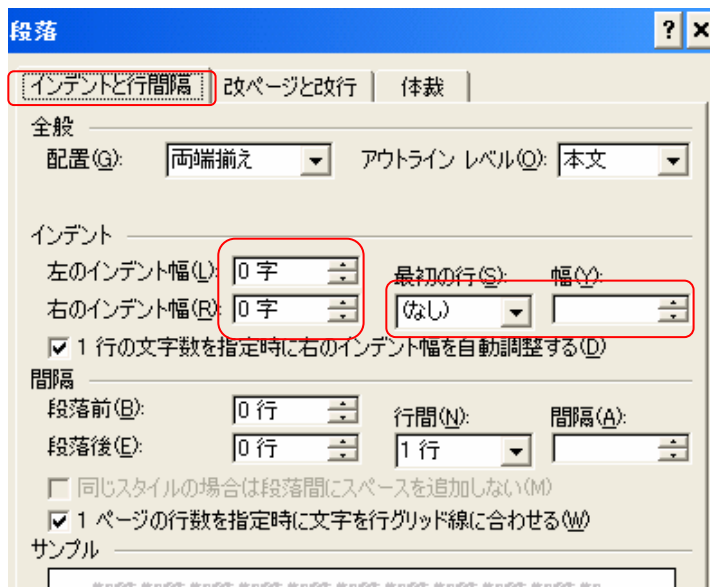 段落
インデントと行間隔 改ページと改行 体裁
全般
配置(G): 両端揃え アウトライン レベル(O): 本文
インデント
左のインデント幅(L): 0 字 最初の行(S): 幅(Y):
右のインデント幅(R): 0 字 (なし)
1 行の文字数を指定時に右のインデント幅を自動調整する(D)
間隔
段落前(B): 0 行 行間(N): 間隔(A):
段落後(E): 0 行 1 行
同じスタイルの場合は段落間にスペースを追加しない(M)
1 ページの行数を指定時に文字を行グリッド線に合わせる(W)
サンプル